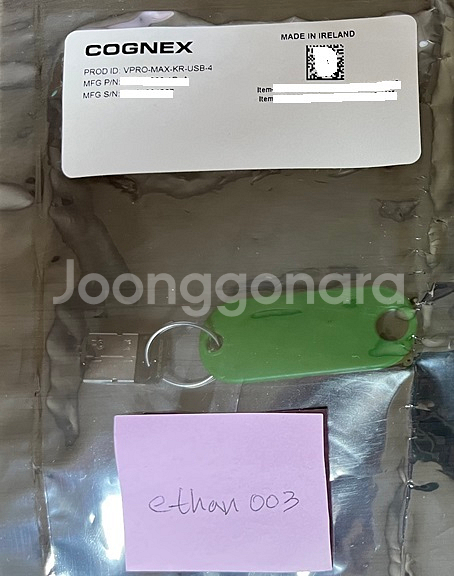 COGNEX
MADE IN IRELAND
PROD ID: VPRO-MAX-KR-USB-4
MFG P/N:
MFG S/N:
Item
Item
Joonggonara
ethan 003